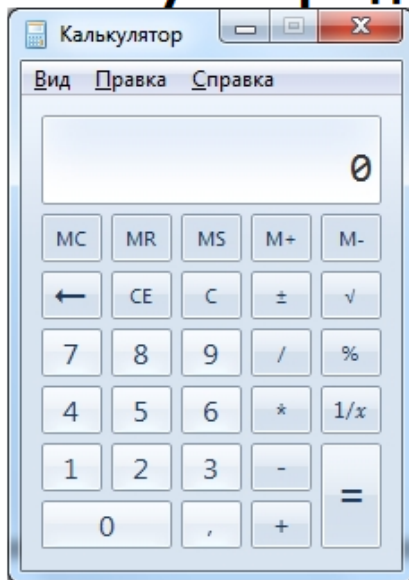 Калькулятор
Вид Правка Справка
0
MC MR MS M+ M-
← CE C ± √
7 8 9 / %
4 5 6 * 1/x
1 2 3 - =
0 , +